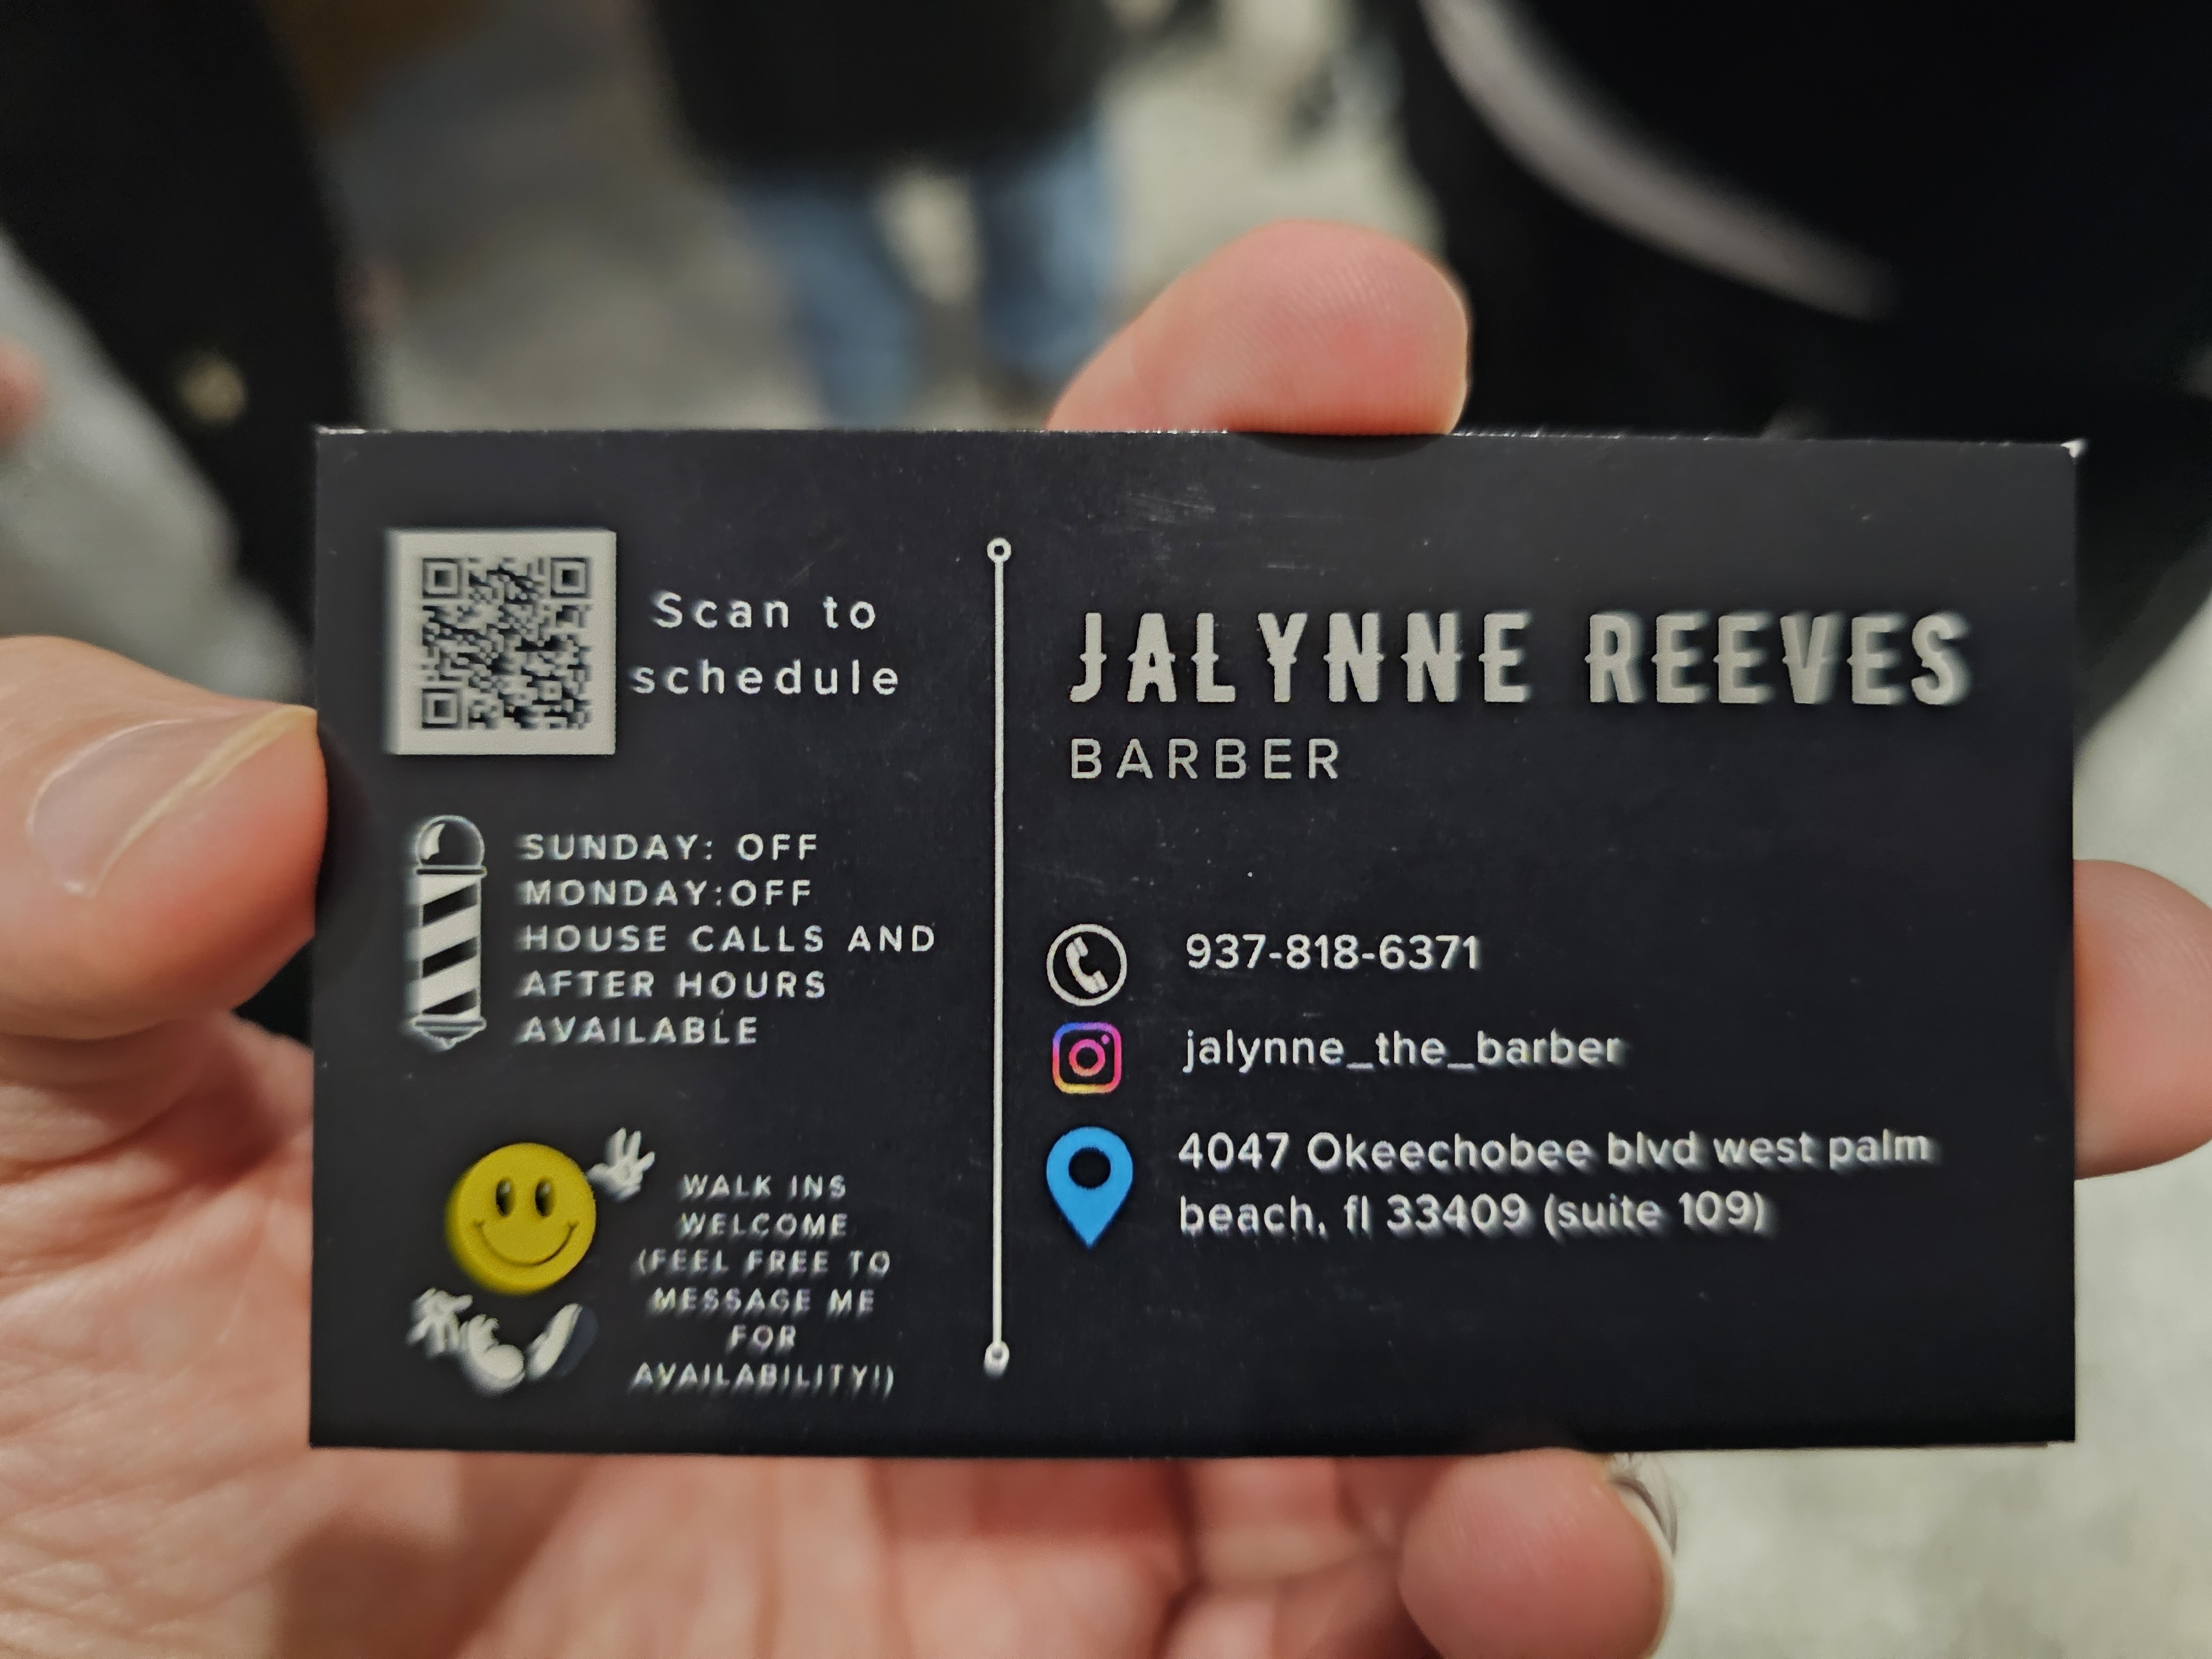 Scan to
schedule
SUNDAY: OFF
MONDAY:OFF
HOUSE CALLS AND
AFTER HOURS
AVAILABLE
WALK INS
WELCOME
(FEEL FREE TO
MESSAGE ME
FOR
AVAILABILITY!)
JALYNNE REEVES
BARBER
937-818-6371
jalynne_the_barber
4047 Okeechobee blvd west palm
beach, fl 33409 (suite 109)